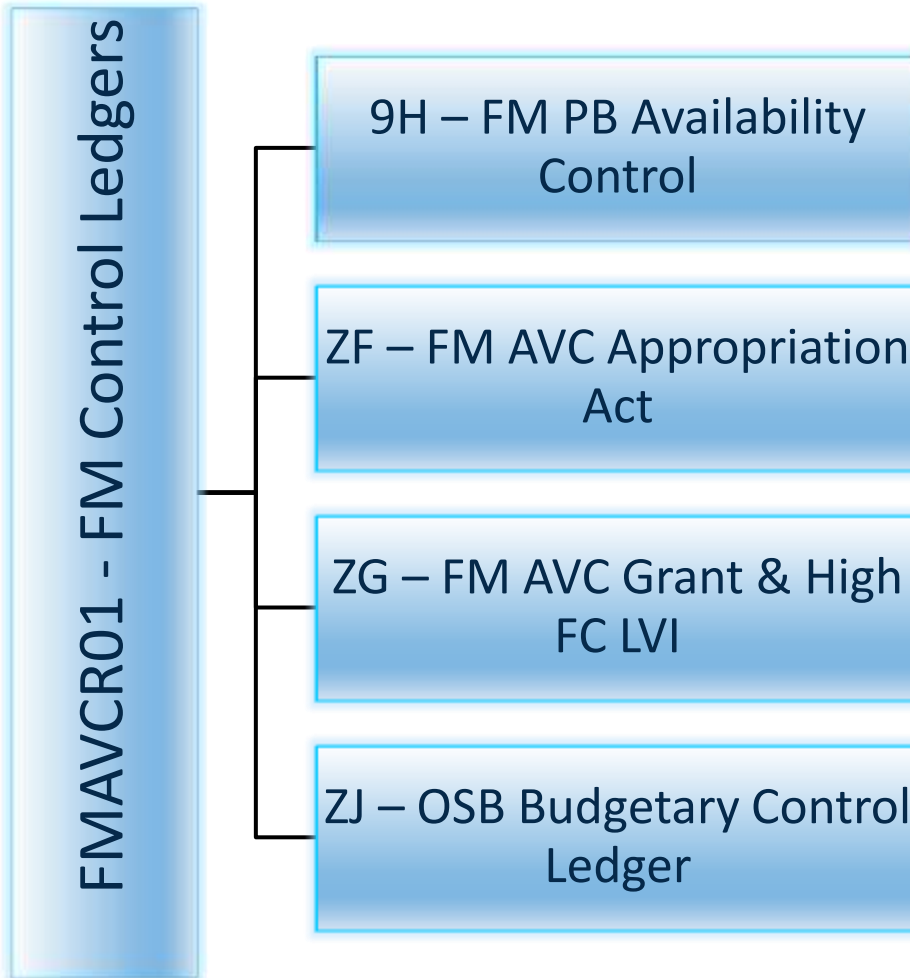 FMAVCR01 - FM Control Ledgers
9H – FM PB Availability
Control
ZF – FM AVC Appropriation
Act
ZG – FM AVC Grant & High
FC LVI
ZJ – OSB Budgetary Control
Ledger